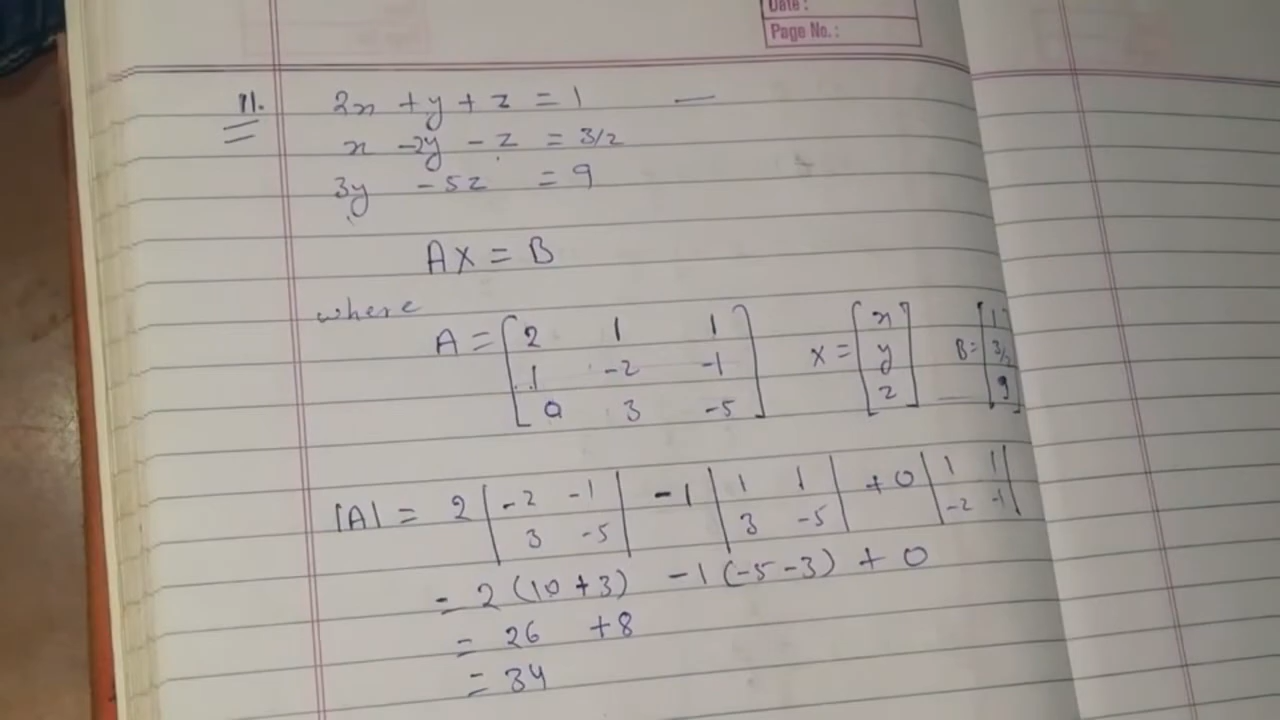 Date :
Page No. :
11. 2x + y + z = 1 —
x - 2y - z = 3/2
3y - 5z = 9
AX = B
where
A = [2 1 1
1 -2 -1
0 3 -5] X = [x
y
z] B = [1
3/2
9]
|A| = 2 |-2 -1
3 -5| - 1 |1 1
3 -5| + 0 |1 1
-2 -1|
= 2 (10 + 3) - 1 (-5 - 3) + 0
= 26 + 8
= 34